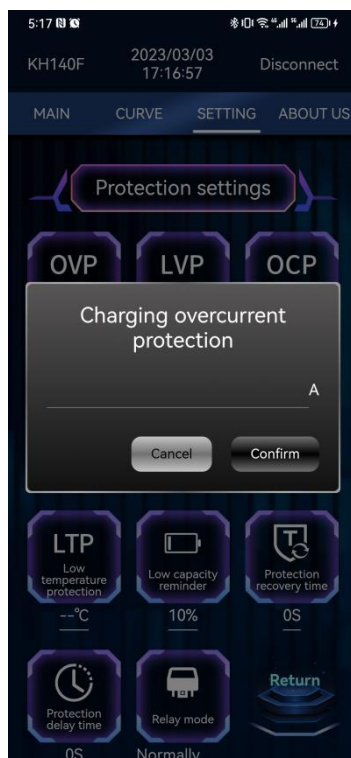 5:17
74
KH140F
2023/03/03
17:16:57
Disconnect
MAIN
CURVE
SETTING
ABOUT US
Protection settings
OVP
LVP
OCP
Charging overcurrent
protection
A
Cancel
Confirm
LTP
Low
temperature
protection
--°C
Low capacity
reminder
10%
Protection
recovery time
0S
Protection
delay time
0S
Relay mode
Normally
Return